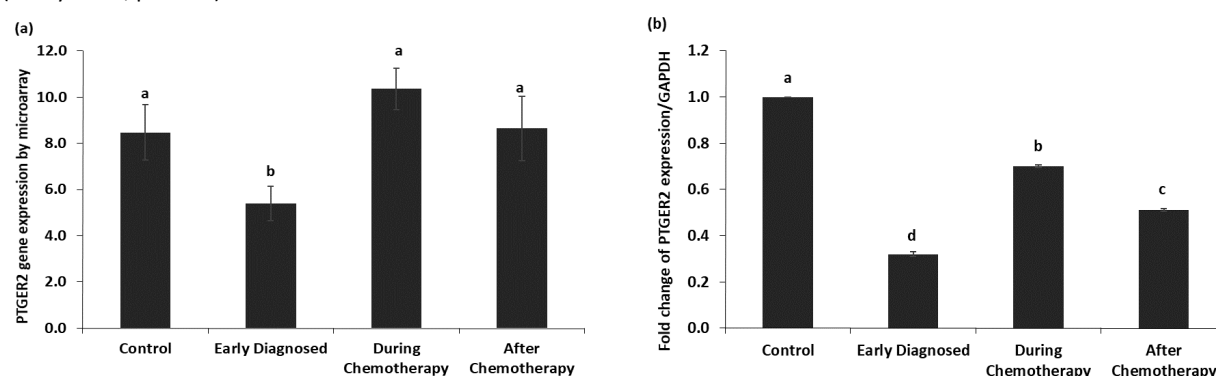 (a)
PTGER2 gene expression by microarray
12.0
10.0
8.0
6.0
4.0
2.0
0.0
a
b
a
a
Control
Early Diagnosed
During
Chemotherapy
After
Chemotherapy
(b)
Fold change of PTGER2 expression/GAPDH
1.2
1.0
0.8
0.6
0.4
0.2
0.0
a
d
b
c
Control
Early Diagnosed
During
Chemotherapy
After
Chemotherapy